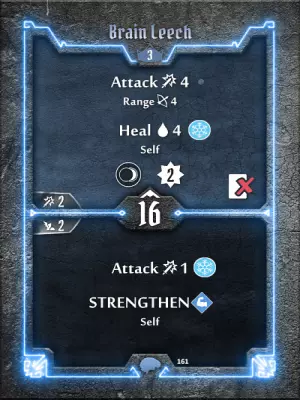 Brain Leech
3
Attack 4
Range 4
Heal 4
Self
2
2
16
2
Attack 1
STRENGTHEN
Self
161